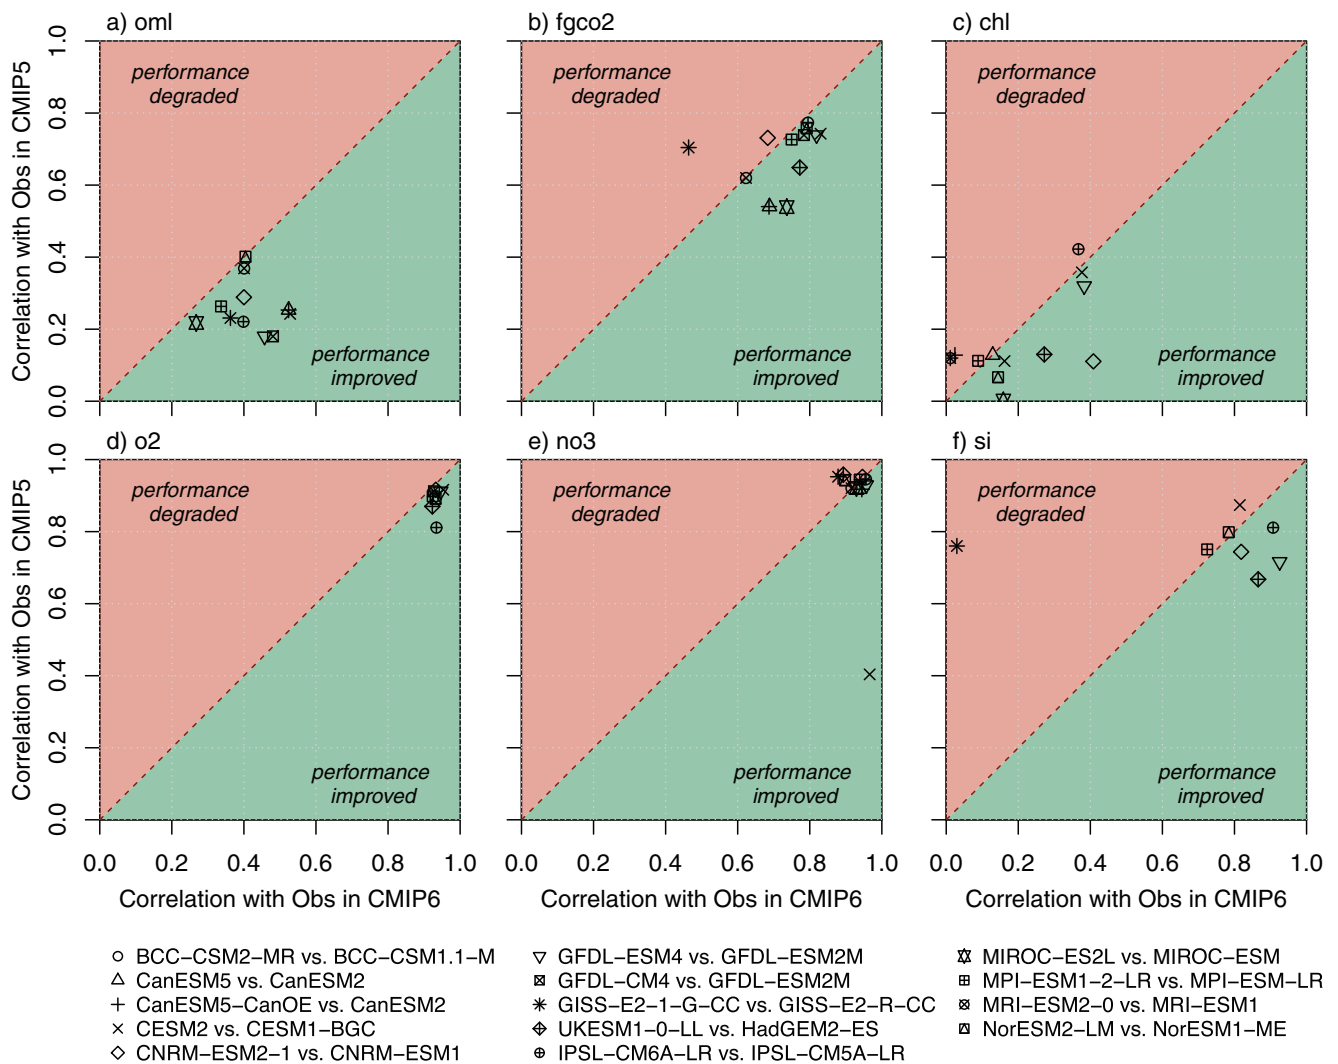 a) oml
b) fgco2
c) chl
Correlation with Obs in CMIP5
0.0 0.2 0.4 0.6 0.8 1.0
performance
degraded
performance
improved
performance
degraded
performance
improved
performance
degraded
performance
improved
d) o2
e) no3
f) si
Correlation with Obs in CMIP5
0.0 0.2 0.4 0.6 0.8 1.0
performance
degraded
performance
improved
performance
degraded
performance
improved
performance
degraded
performance
improved
0.0 0.2 0.4 0.6 0.8 1.0
0.0 0.2 0.4 0.6 0.8 1.0
0.0 0.2 0.4 0.6 0.8 1.0
Correlation with Obs in CMIP6
Correlation with Obs in CMIP6
Correlation with Obs in CMIP6
BCC−CSM2−MR vs. BCC−CSM1.1−M
CanESM5 vs. CanESM2
CanESM5−CanOE vs. CanESM2
CESM2 vs. CESM1−BGC
CNRM−ESM2−1 vs. CNRM−ESM1
GFDL−ESM4 vs. GFDL−ESM2M
GFDL−CM4 vs. GFDL−ESM2M
GISS−E2−1−G−CC vs. GISS−E2−R−CC
UKESM1−0−LL vs. HadGEM2−ES
IPSL−CM6A−LR vs. IPSL−CM5A−LR
MIROC−ES2L vs. MIROC−ESM
MPI−ESM1−2−LR vs. MPI−ESM−LR
MRI−ESM2−0 vs. MRI−ESM1
NorESM2−LM vs. NorESM1−ME